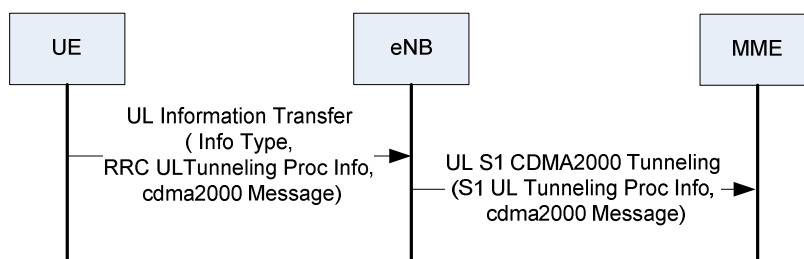 UE
eNB
MME
UL Information Transfer
( Info Type,
RRC ULTunneling Proc Info,
cdma2000 Message)
UL S1 CDMA2000 Tunneling
(S1 UL Tunneling Proc Info,
cdma2000 Message)